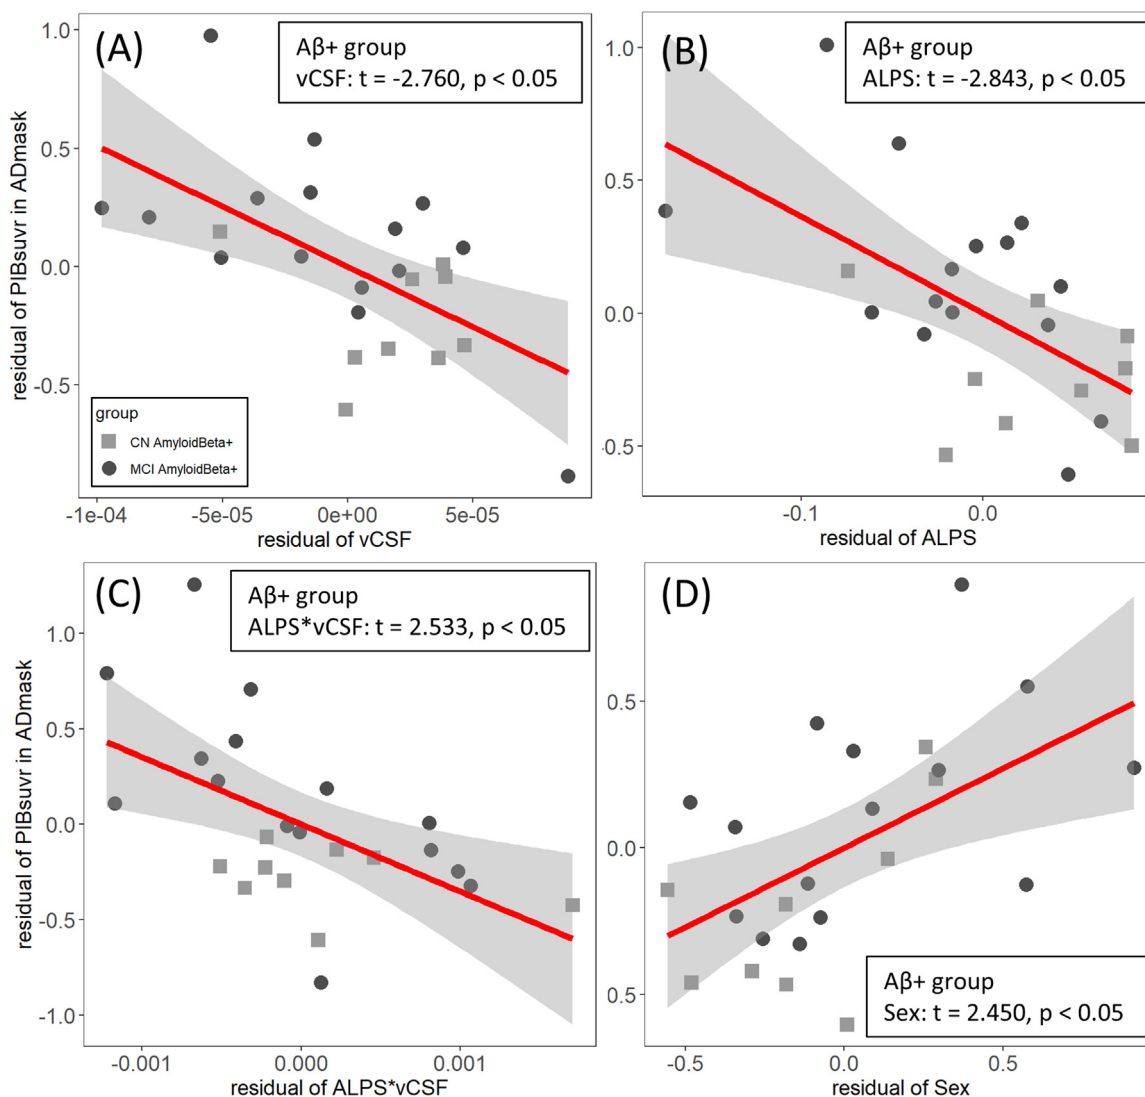 (A)
Aβ+ group
vCSF: t = -2.760, p < 0.05
residual of PIBsuvr in ADmask
1.0
0.5
0.0
-0.5
group
CN AmyloidBeta+
MCI AmyloidBeta+
-1e-04
-5e-05
0e+00
5e-05
residual of vCSF
(B)
Aβ+ group
ALPS: t = -2.843, p < 0.05
1.0
0.5
0.0
-0.5
-0.1
0.0
residual of ALPS
(C)
Aβ+ group
ALPS*vCSF: t = 2.533, p < 0.05
residual of PIBsuvr in ADmask
1.0
0.5
0.0
-0.5
-1.0
-0.001
0.000
0.001
residual of ALPS*vCSF
(D)
0.5
0.0
0.5
Aβ+ group
Sex: t = 2.450, p < 0.05
-0.5
0.0
0.5
residual of Sex